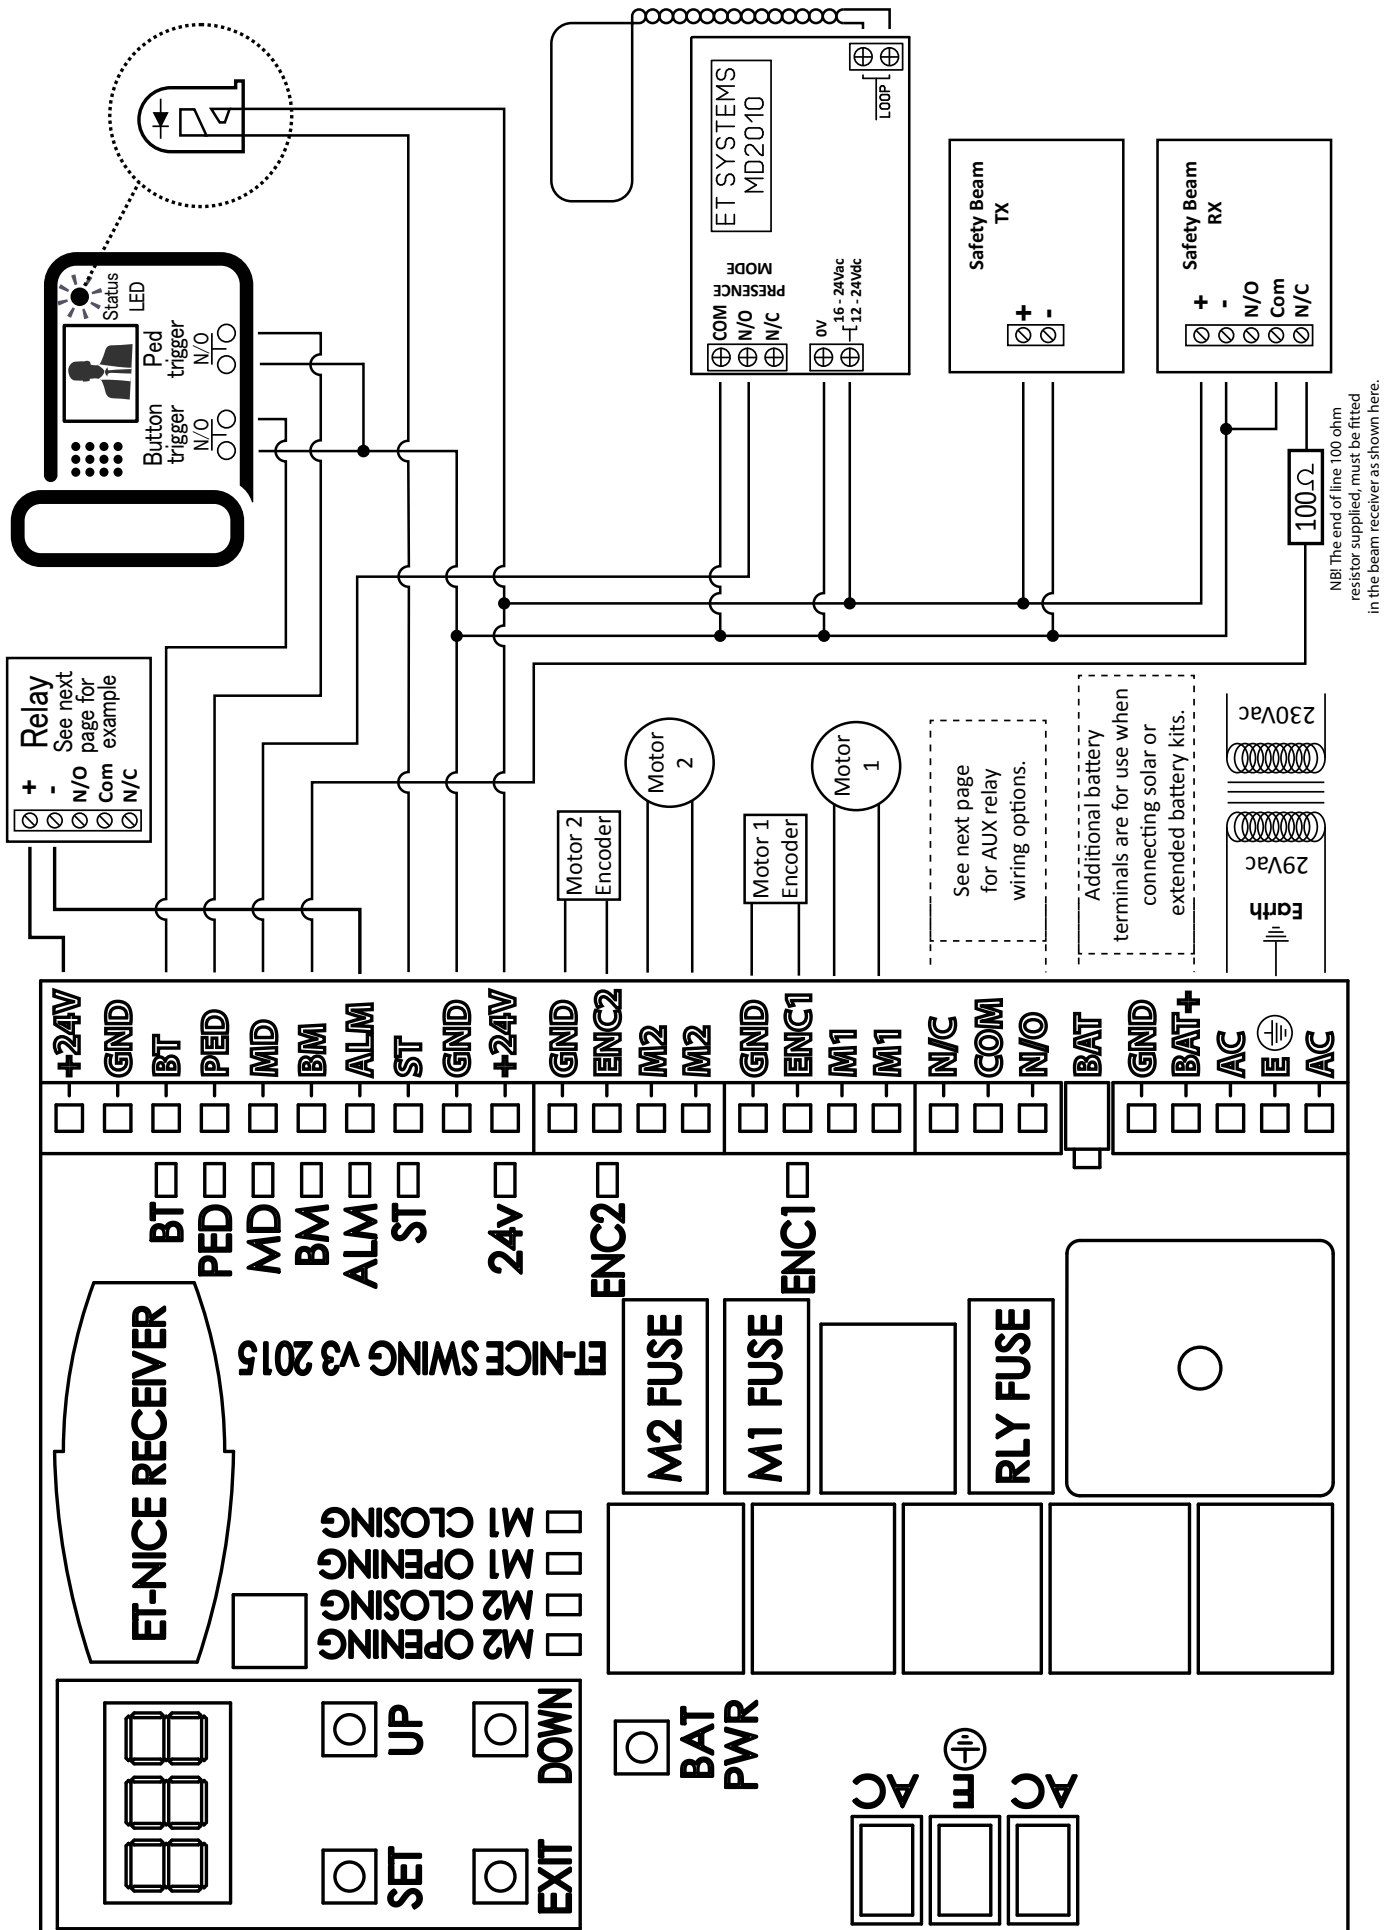 Status
LED
Ped
trigger
N/O
Button
trigger
N/O
ET SYSTEMS
MD2010
LOOP
PRESENCE
MODE
COM
N/O
N/C
0V
16 - 24Vac
12 - 24Vdc
Safety Beam
TX
+
-
Safety Beam
RX
+
-
N/O
Com
N/C
100Ω
NB! The end of line 100 ohm
resistor supplied, must be fitted
in the beam receiver as shown here.
Relay
See next
page for
example
+
-
N/O
Com
N/C
Motor 2
Encoder
Motor
2
Motor 1
Encoder
Motor
1
See next page
for AUX relay
wiring options.
Additional battery
terminals are for use when
connecting solar or
extended battery kits.
230Vac
29Vac
Earth
+24V
GND
BT
PED
MD
BM
ALM
ST
GND
+24V
GND
ENC2
M2
M2
GND
ENC1
M1
M1
N/C
COM
N/O
BAT
GND
BAT+
AC
E
AC
BT
PED
MD
BM
ALM
ST
24v
ENC2
ENC1
ET-NICE RECEIVER
ET-NICE SWING v3 2015
M2 FUSE
M1 FUSE
RLY FUSE
M1 CLOSING
M1 OPENING
M2 CLOSING
M2 OPENING
UP
DOWN
SET
EXIT
BAT
PWR
AC
E
AC